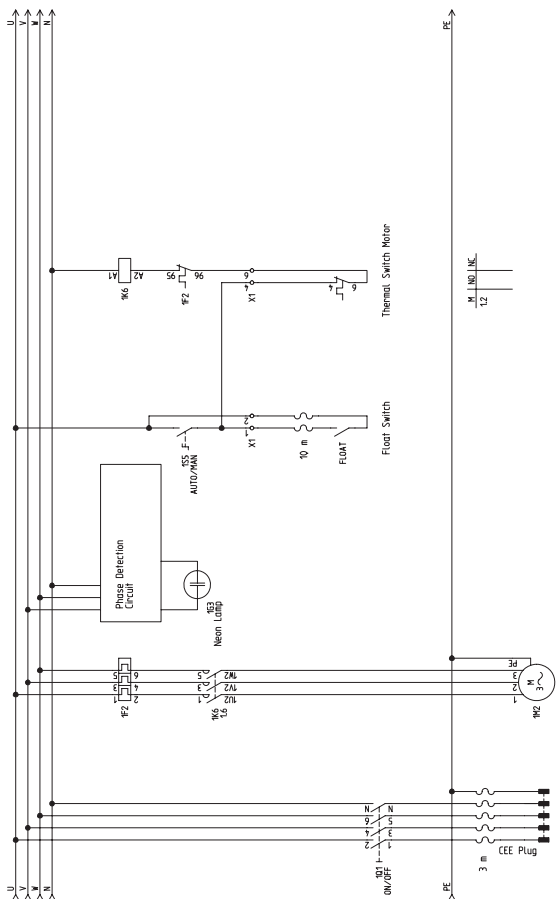 U
V
W
N
U
V
W
N
1F2
1 3 5
2 4 6
Phase Detection
Circuit
1G3
Neon Lamp
1K6
A1
A2
1F2
95
96
1Q1
ON/OFF
2 4 6 N
1 3 5 N
1K6
1.6
1 3 5
1U2 1V2 1W2
1S5
AUTO/MAN
X1
1 2
X1
4 6
10 m
FLOAT
Float Switch
4
6
Thermal Switch Motor
PE
PE
3 m
CEE Plug
1 2 3 PE
M
3
1M2
M NO NC
1.2